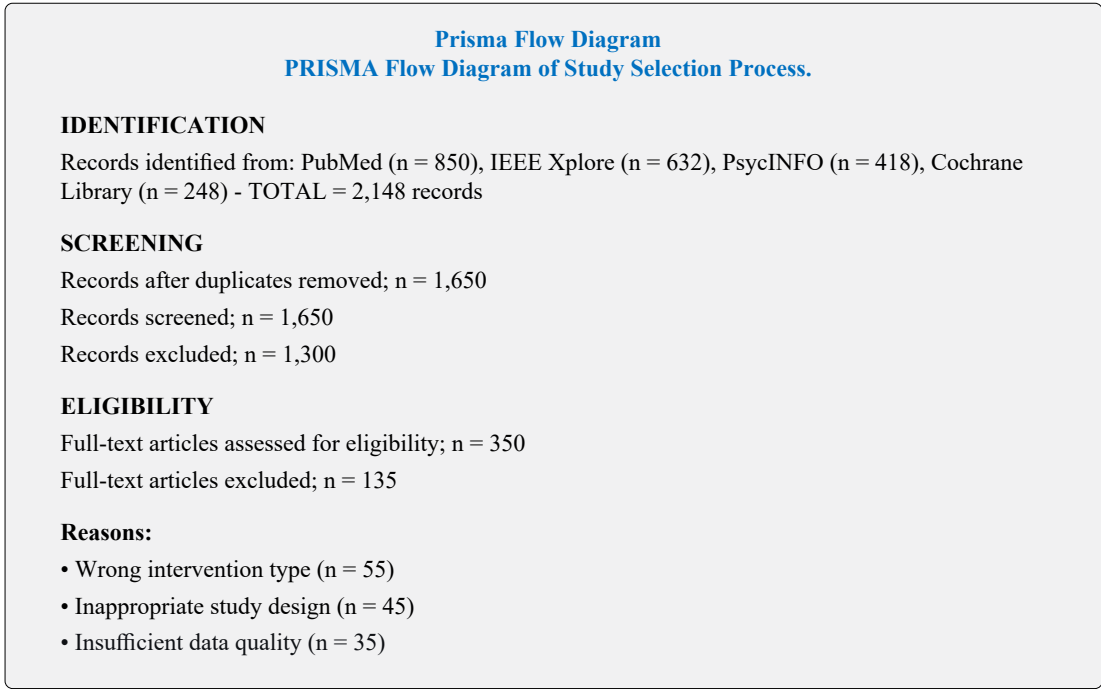 Prisma Flow Diagram
PRISMA Flow Diagram of Study Selection Process.
IDENTIFICATION
Records identified from: PubMed (n = 850), IEEE Xplore (n = 632), PsycINFO (n = 418), Cochrane
Library (n = 248) - TOTAL = 2,148 records
SCREENING
Records after duplicates removed; n = 1,650
Records screened; n = 1,650
Records excluded; n = 1,300
ELIGIBILITY
Full-text articles assessed for eligibility; n = 350
Full-text articles excluded; n = 135
Reasons:
• Wrong intervention type (n = 55)
• Inappropriate study design (n = 45)
• Insufficient data quality (n = 35)